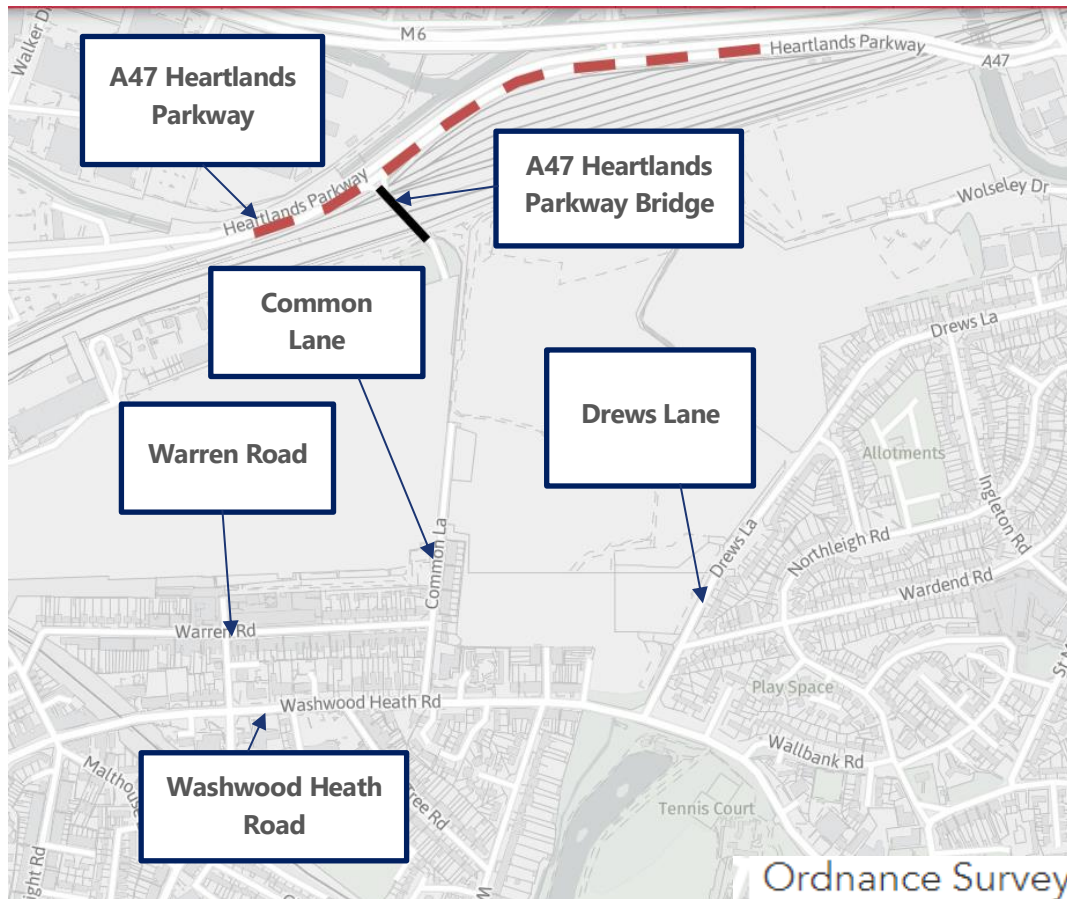 M6
Walker Dr
Heartlands Parkway
A47
A47 Heartlands
Parkway
A47 Heartlands
Parkway Bridge
Heartlands Parkway
Wolseley Dr
Common
Lane
Drews La
Drews Lane
Warren Road
Allotments
Ingleton Rd
Drews La
Northleigh Rd
Common La
Wardend Rd
Warren Rd
Play Space
Washwood Heath Rd
Wallbank Rd
Malthouse
Washwood Heath
Road
Tree Rd
Tennis Court
Ordnance Survey